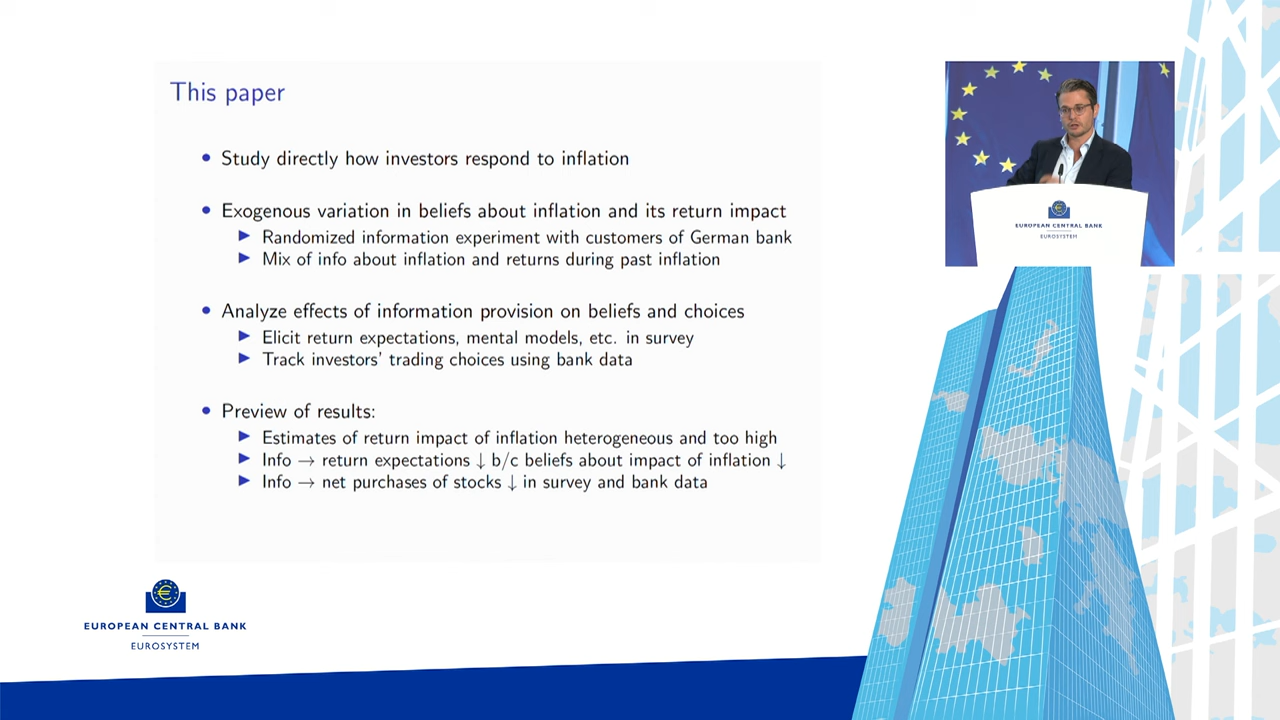 This paper
• Study directly how investors respond to inflation
• Exogenous variation in beliefs about inflation and its return impact
▶ Randomized information experiment with customers of German bank
▶ Mix of info about inflation and returns during past inflation
• Analyze effects of information provision on beliefs and choices
▶ Elicit return expectations, mental models, etc. in survey
▶ Track investors' trading choices using bank data
• Preview of results:
▶ Estimates of return impact of inflation heterogeneous and too high
▶ Info → return expectations ↓ b/c beliefs about impact of inflation ↓
▶ Info → net purchases of stocks ↓ in survey and bank data
EUROPEAN CENTRAL BANK
EUROSYSTEM
EUROPEAN CENTRAL BANK
EUROSYSTEM